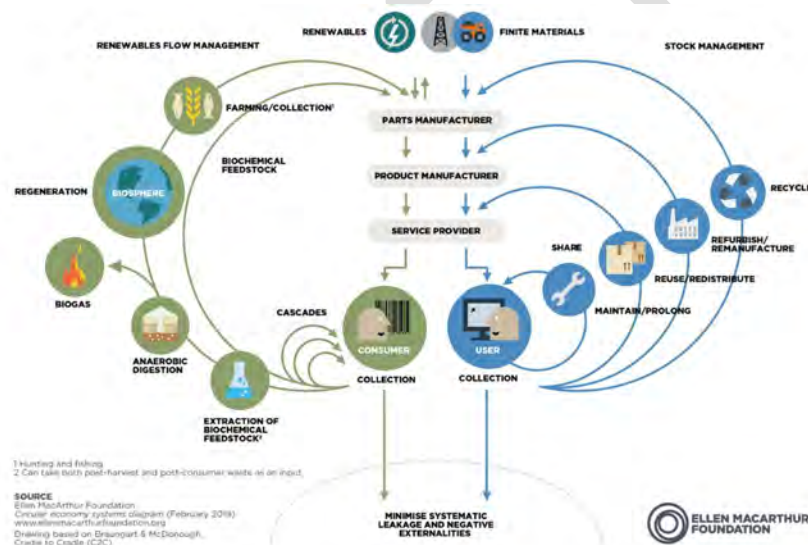 RENEWABLES
FINITE MATERIALS
RENEWABLES FLOW MANAGEMENT
STOCK MANAGEMENT
FARMING/COLLECTION¹
PARTS MANUFACTURER
BIOCHEMICAL
FEEDSTOCK
PRODUCT MANUFACTURER
REGENERATION
BIOSPHERE
RECYCLE
SERVICE PROVIDER
SHARE
REFURBISH/
REMANUFACTURE
REUSE/REDISTRIBUTE
BIOGAS
CASCADES
MAINTAIN/PROLONG
CONSUMER
USER
ANAEROBIC
DIGESTION
COLLECTION
COLLECTION
EXTRACTION OF
BIOCHEMICAL
FEEDSTOCK²
1 Hunting and fishing
2 Can take both post-harvest and post-consumer waste as an input.
SOURCE
Ellen MacArthur Foundation
Circular economy systems diagram (February 2019)
www.ellenmacarthurfoundation.org
Drawing based on Braungart & McDonough,
Cradle to Cradle (C2C)
MINIMISE SYSTEMATIC
LEAKAGE AND NEGATIVE
EXTERNALITIES
ELLEN MACARTHUR
FOUNDATION